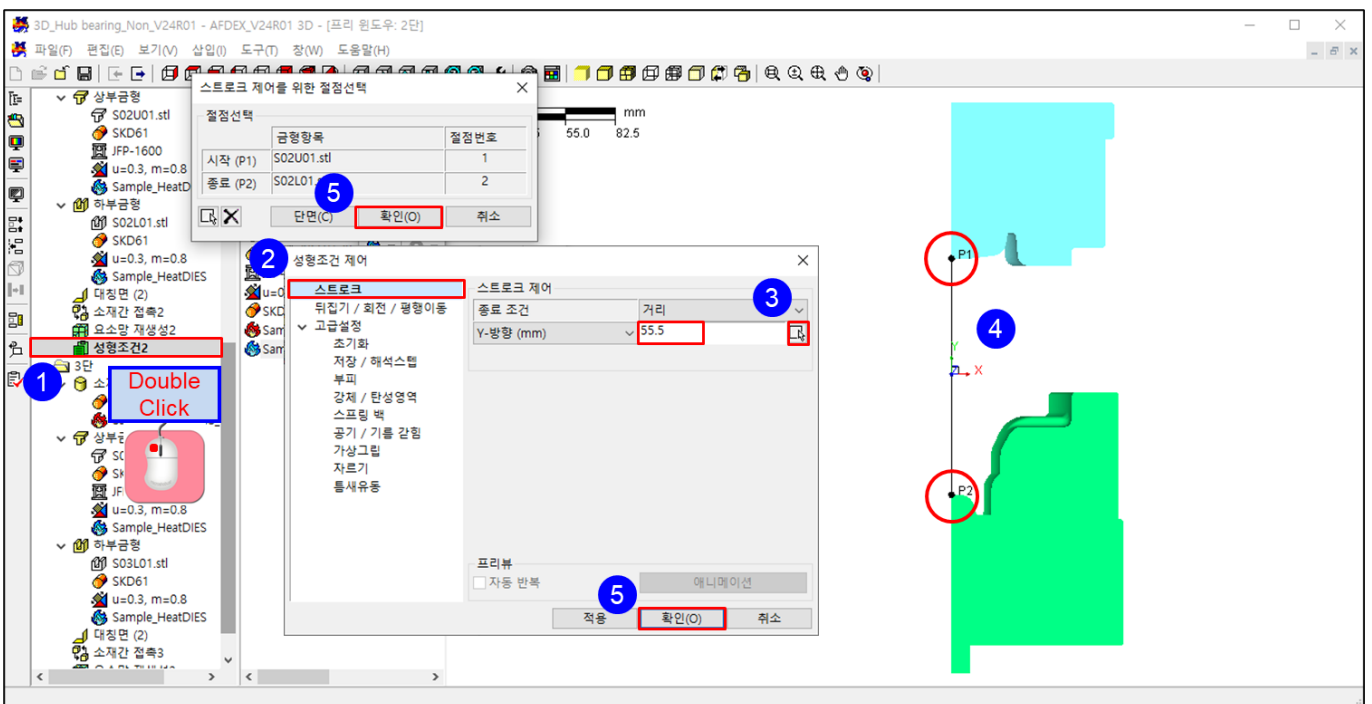 3D_Hub bearing_Non_V24R01 - AFDEX_V24R01 3D - [프리 윈도우: 2단]
파일(F) 편집(E) 보기(V) 삽입(I) 도구(T) 창(W) 도움말(H)
상부금형
S02U01.stl
SKD61
JFP-1600
u=0.3, m=0.8
Sample_HeatD
하부금형
S02L01.stl
SKD61
u=0.3, m=0.8
Sample_HeatDIES
대칭면 (2)
소재간 접촉2
요소망 재생성2
성형조건2
3단
1
Double
Click
상부금
SK
u=0.3, m=0.8
Sample_HeatDIES
하부금형
S03L01.stl
SKD61
u=0.3, m=0.8
Sample_HeatDIES
대칭면 (2)
소재간 접촉3
u=0
SKD
Sam
Sam
스트로크 제어를 위한 절점선택
절점선택
금형항목 절점번호
시작 (P1) S02U01.stl 1
종료 (P2) S02L01. 2
5
단면(C) 확인(O) 취소
mm
55.0 82.5
2
성형조건 제어
스트로크
뒤집기 / 회전 / 평행이동
고급설정
초기화
저장 / 해석스텝
부피
강체 / 탄성영역
스프링 백
공기 / 기름 갇힘
가상그립
자르기
틈새유동
스트로크 제어
3
종료 조건 거리
Y-방향 (mm) 55.5
프리뷰
자동 반복 애니메이션
5
적용 확인(O) 취소
P1
4
Y
Z X
P2